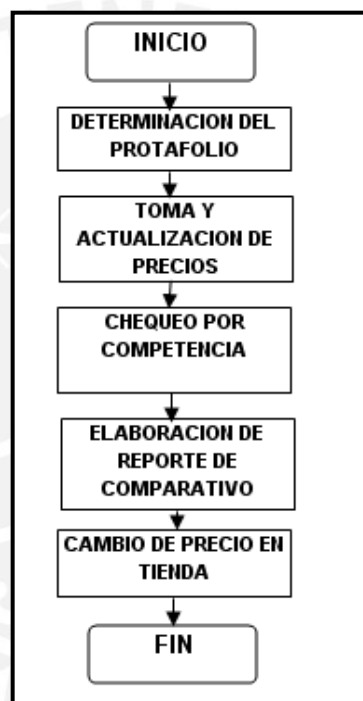 INICIO
DETERMINACION DEL
PROTAFOLIO
TOMA Y
ACTUALIZACION DE
PRECIOS
CHEQUEO POR
COMPETENCIA
ELABORACION DE
REPORTE DE
COMPARATIVO
CAMBIO DE PRECIO EN
TIENDA
FIN